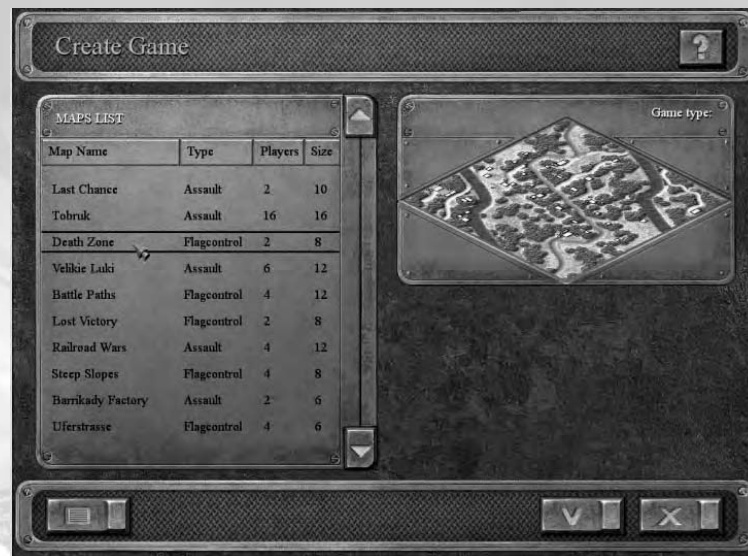 Create Game
?
MAPS LIST
Game type:
Map Name Type Players Size
Last Chance Assault 2 10
Tobruk Assault 16 16
Death Zone Flagcontrol 2 8
Velikie Luki Assault 6 12
Battle Paths Flagcontrol 4 12
Lost Victory Flagcontrol 2 8
Railroad Wars Assault 4 12
Steep Slopes Flagcontrol 4 8
Barrikady Factory Assault 2 6
Uferstrasse Flagcontrol 4 6